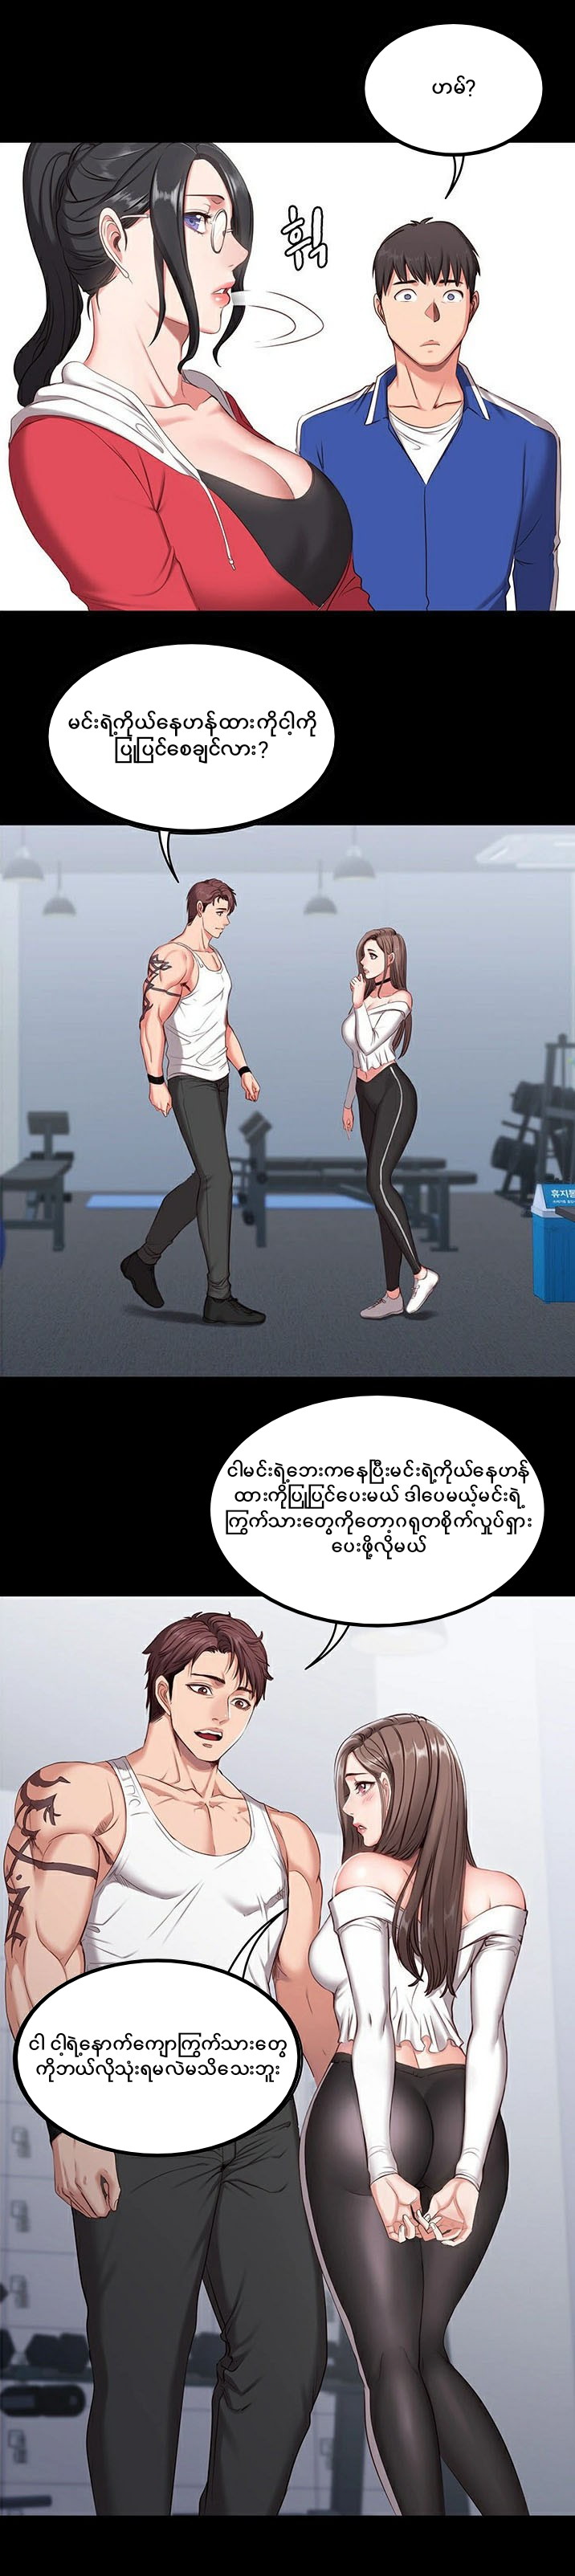 ဟမ်?
휙
မင်းရဲ့ကိုယ်နေဟန်ထားကိုငါ့ကို
ပြုပြင်စေချင်လား?
휴지통
ငါမင်းရဲ့ဘေးကနေပြီးမင်းရဲ့ကိုယ်နေဟန်
ထားကိုပြုပြင်ပေးမယ် ဒါပေမယ့်မင်းရဲ့
ကြွက်သားတွေကိုတော့ဂရုတစိုက်လှုပ်ရှား
ပေးဖို့လိုမယ်
ငါ ငါ့ရဲ့နောက်ကျောကြွက်သားတွေ
ကိုဘယ်လိုသုံးရမလဲမသိသေးဘူး